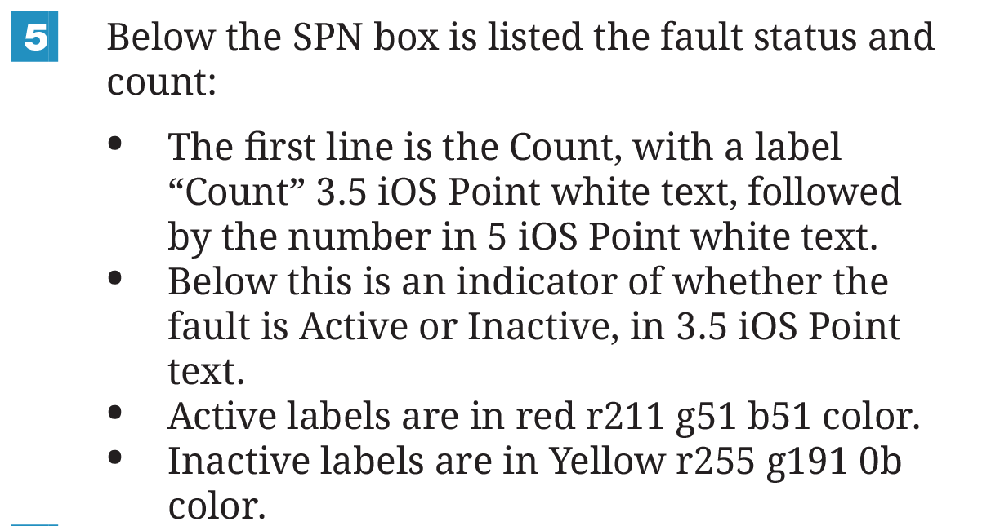 5 Below the SPN box is listed the fault status and
count:
• The first line is the Count, with a label
“Count” 3.5 iOS Point white text, followed
by the number in 5 iOS Point white text.
• Below this is an indicator of whether the
fault is Active or Inactive, in 3.5 iOS Point
text.
• Active labels are in red r211 g51 b51 color.
• Inactive labels are in Yellow r255 g191 0b
color.